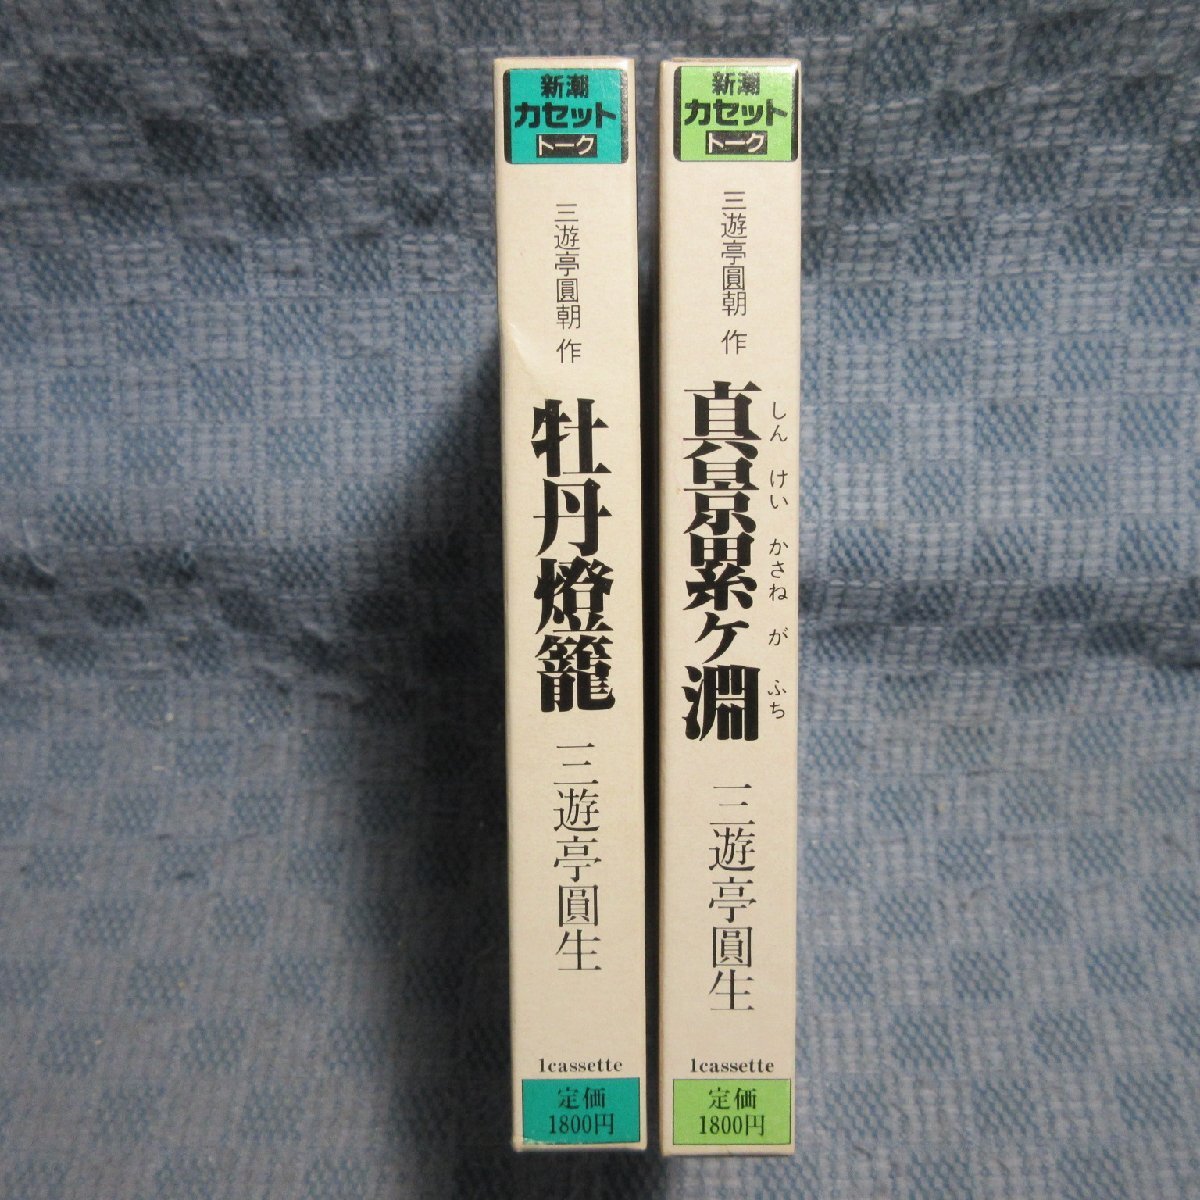 新潮
カセット
トーク
三遊亭圓朝 作
牡丹燈籠
三遊亭圓生
1cassette
定価
1800円
新潮
カセット
トーク
三遊亭圓朝 作
真景累ケ淵
しん けい かさね が ふち
三遊亭圓生
1cassette
定価
1800円